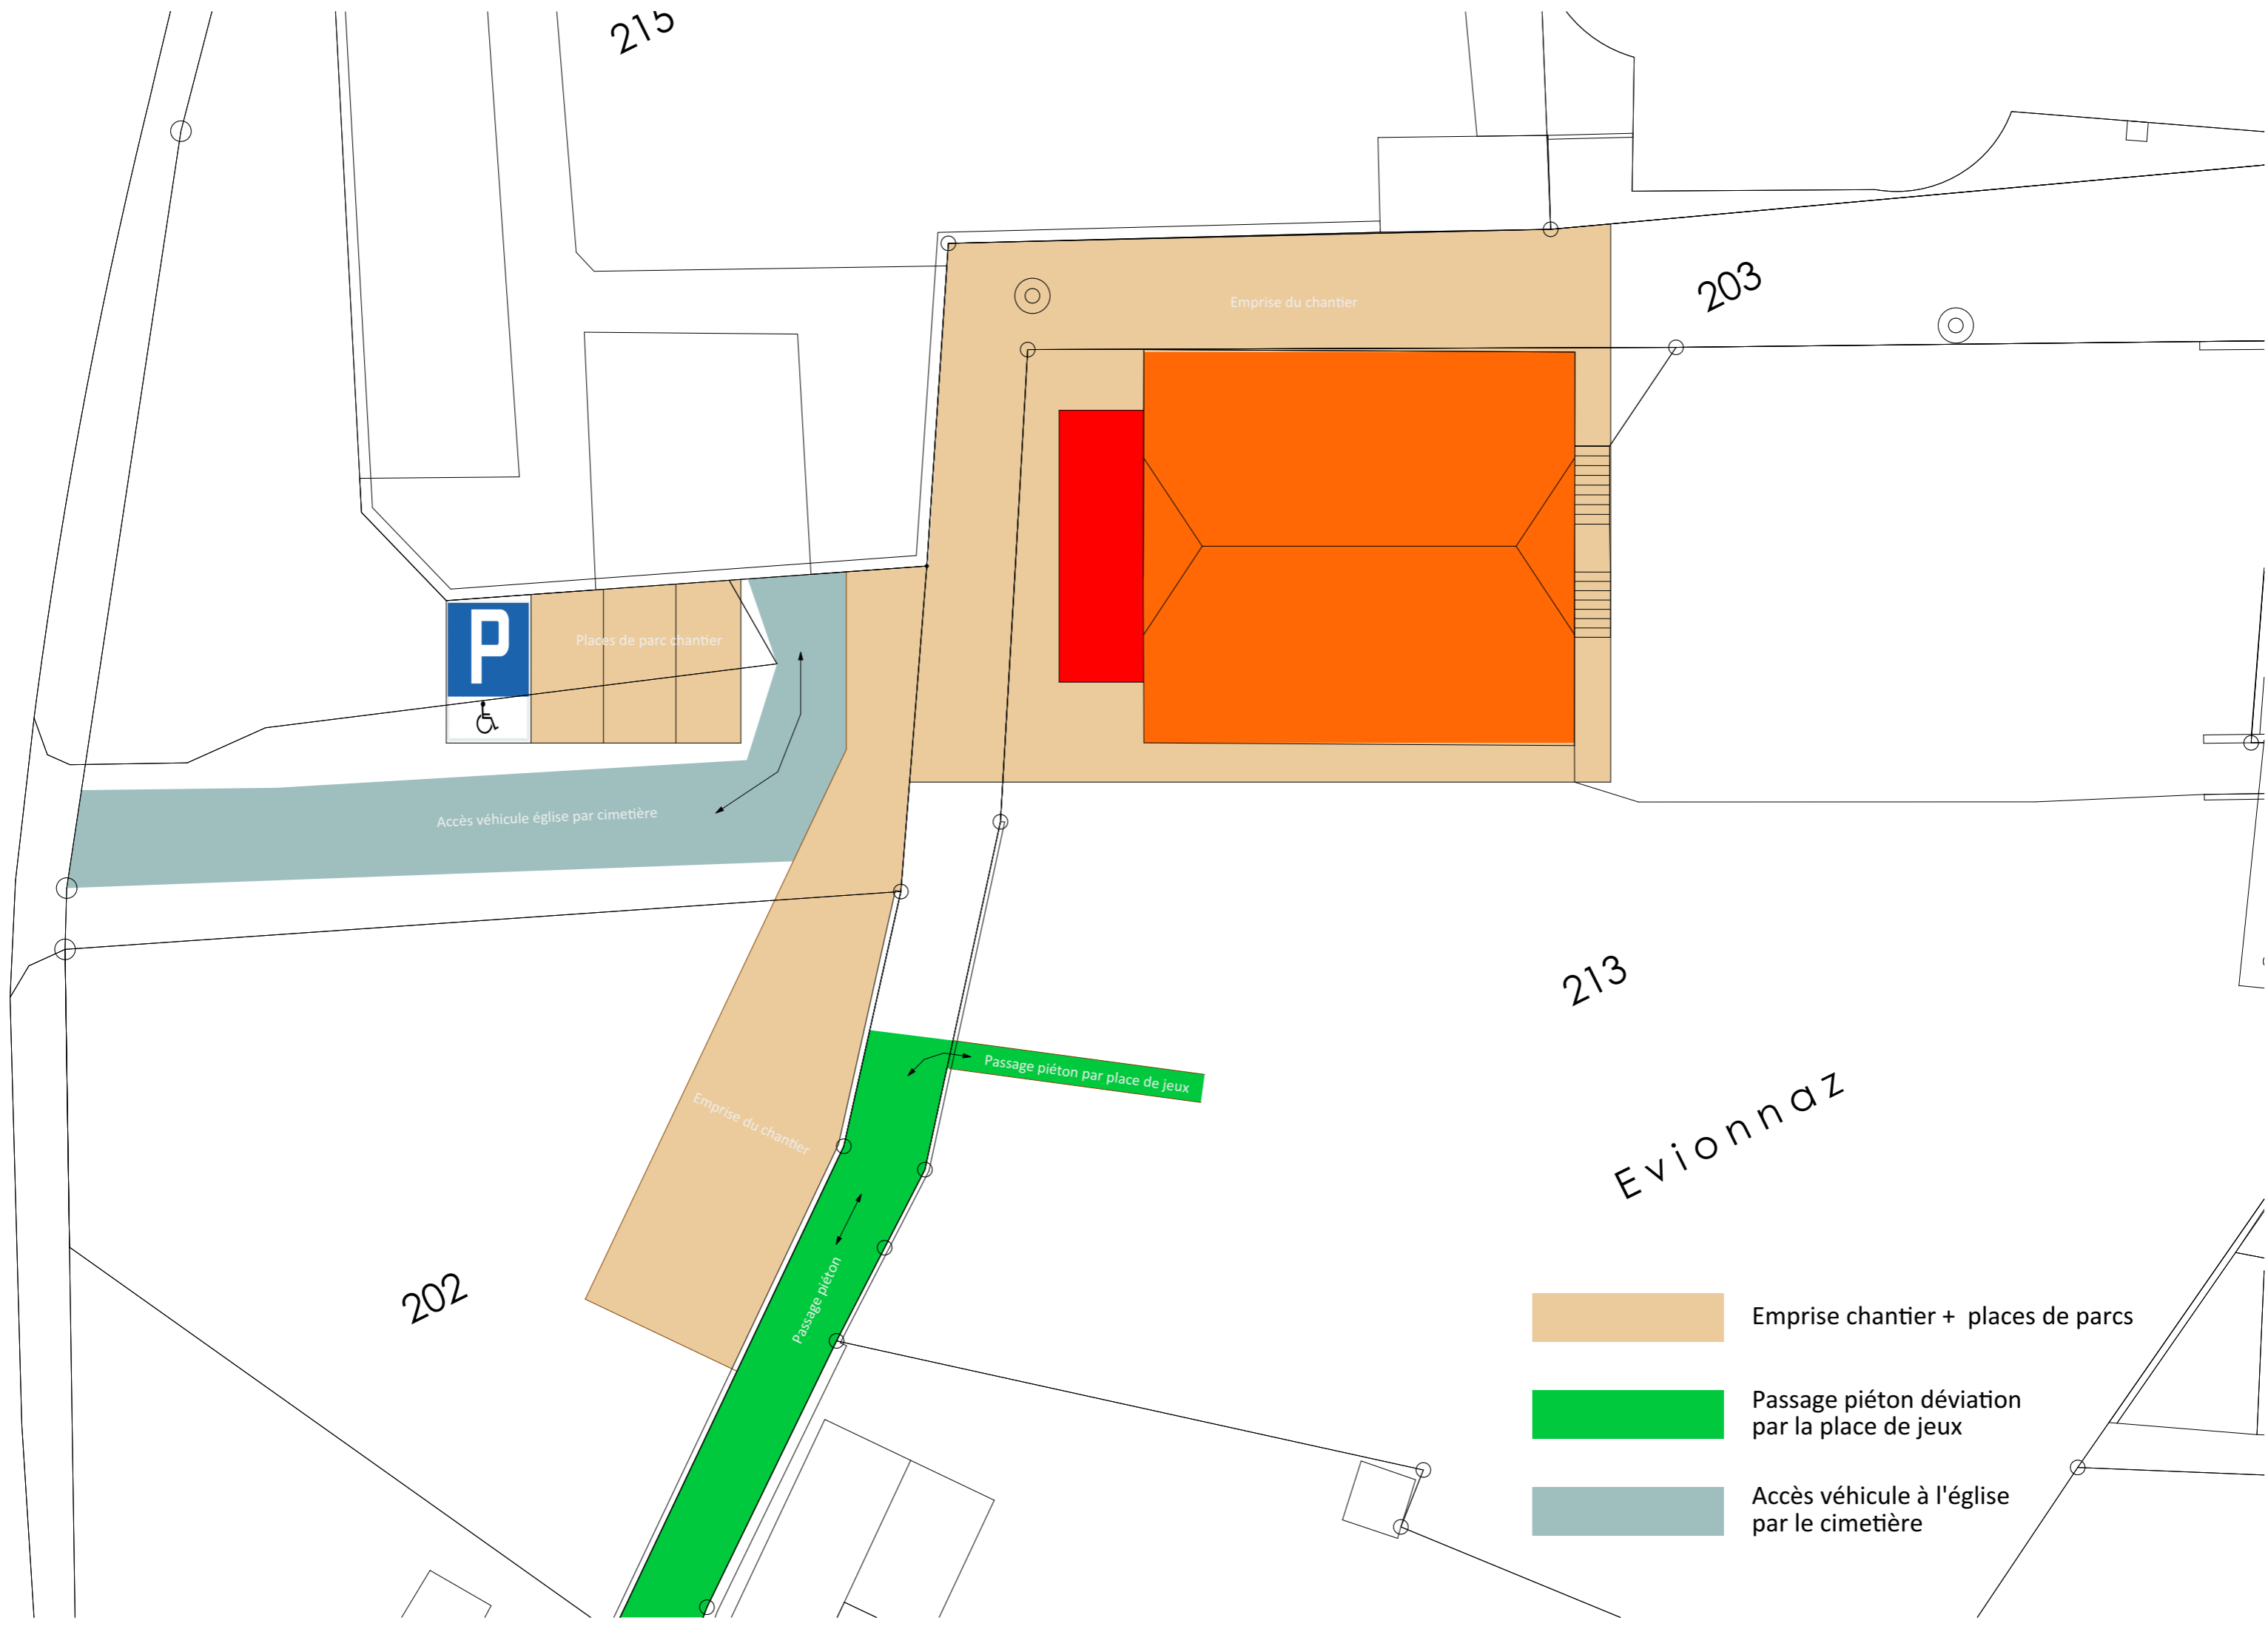 215
203
Emprise du chantier
P
Places de parc chantier
Accès véhicule église par cimetière
213
Passage piéton par place de jeux
Emprise du chantier
Evionnaz
Passage piéton
202
Emprise chantier + places de parcs
Passage piéton déviation
par la place de jeux
Accès véhicule à l'église
par le cimetière